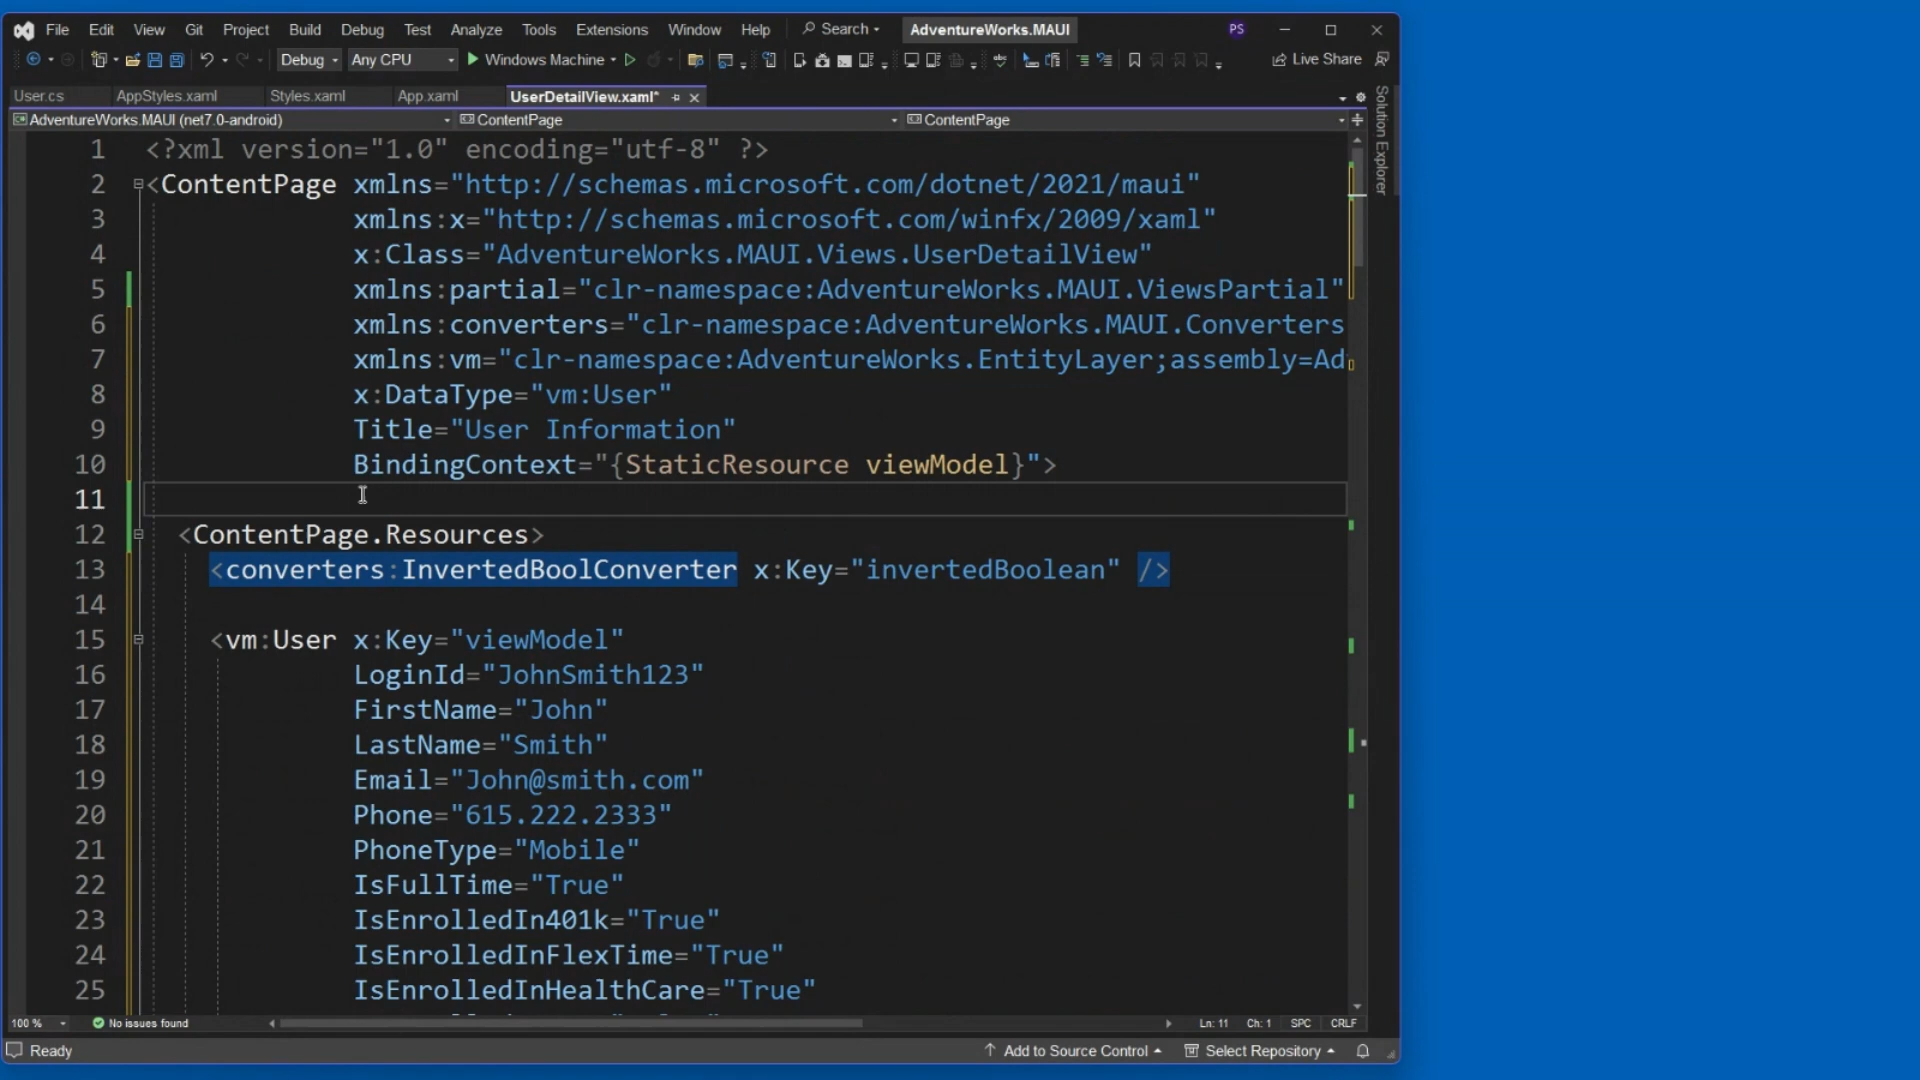 File Edit View Git Project Build Debug Test Analyze Tools Extensions Window Help Search AdventureWorks.MAUI PS
Debug Any CPU Windows Machine Live Share
User.cs AppStyles.xaml Styles.xaml App.xaml UserDetailView.xaml*
AdventureWorks.MAUI (net7.0-android) ContentPage ContentPage
Solution Explorer
1 <?xml version="1.0" encoding="utf-8" ?>
2 <ContentPage xmlns="http://schemas.microsoft.com/dotnet/2021/maui"
3 xmlns:x="http://schemas.microsoft.com/winfx/2009/xaml"
4 x:Class="AdventureWorks.MAUI.Views.UserDetailView"
5 xmlns:partial="clr-namespace:AdventureWorks.MAUI.ViewsPartial"
6 xmlns:converters="clr-namespace:AdventureWorks.MAUI.Converters
7 xmlns:vm="clr-namespace:AdventureWorks.EntityLayer;assembly=Ad
8 x:DataType="vm:User"
9 Title="User Information"
10 BindingContext="{StaticResource viewModel}">
11
12 <ContentPage.Resources>
13 <converters:InvertedBoolConverter x:Key="invertedBoolean" />
14
15 <vm:User x:Key="viewModel"
16 LoginId="JohnSmith123"
17 FirstName="John"
18 LastName="Smith"
19 Email="John@smith.com"
20 Phone="615.222.2333"
21 PhoneType="Mobile"
22 IsFullTime="True"
23 IsEnrolledIn401k="True"
24 IsEnrolledInFlexTime="True"
25 IsEnrolledInHealthCare="True"
100 % No issues found Ln: 11 Ch: 1 SPC CRLF
Ready Add to Source Control Select Repository